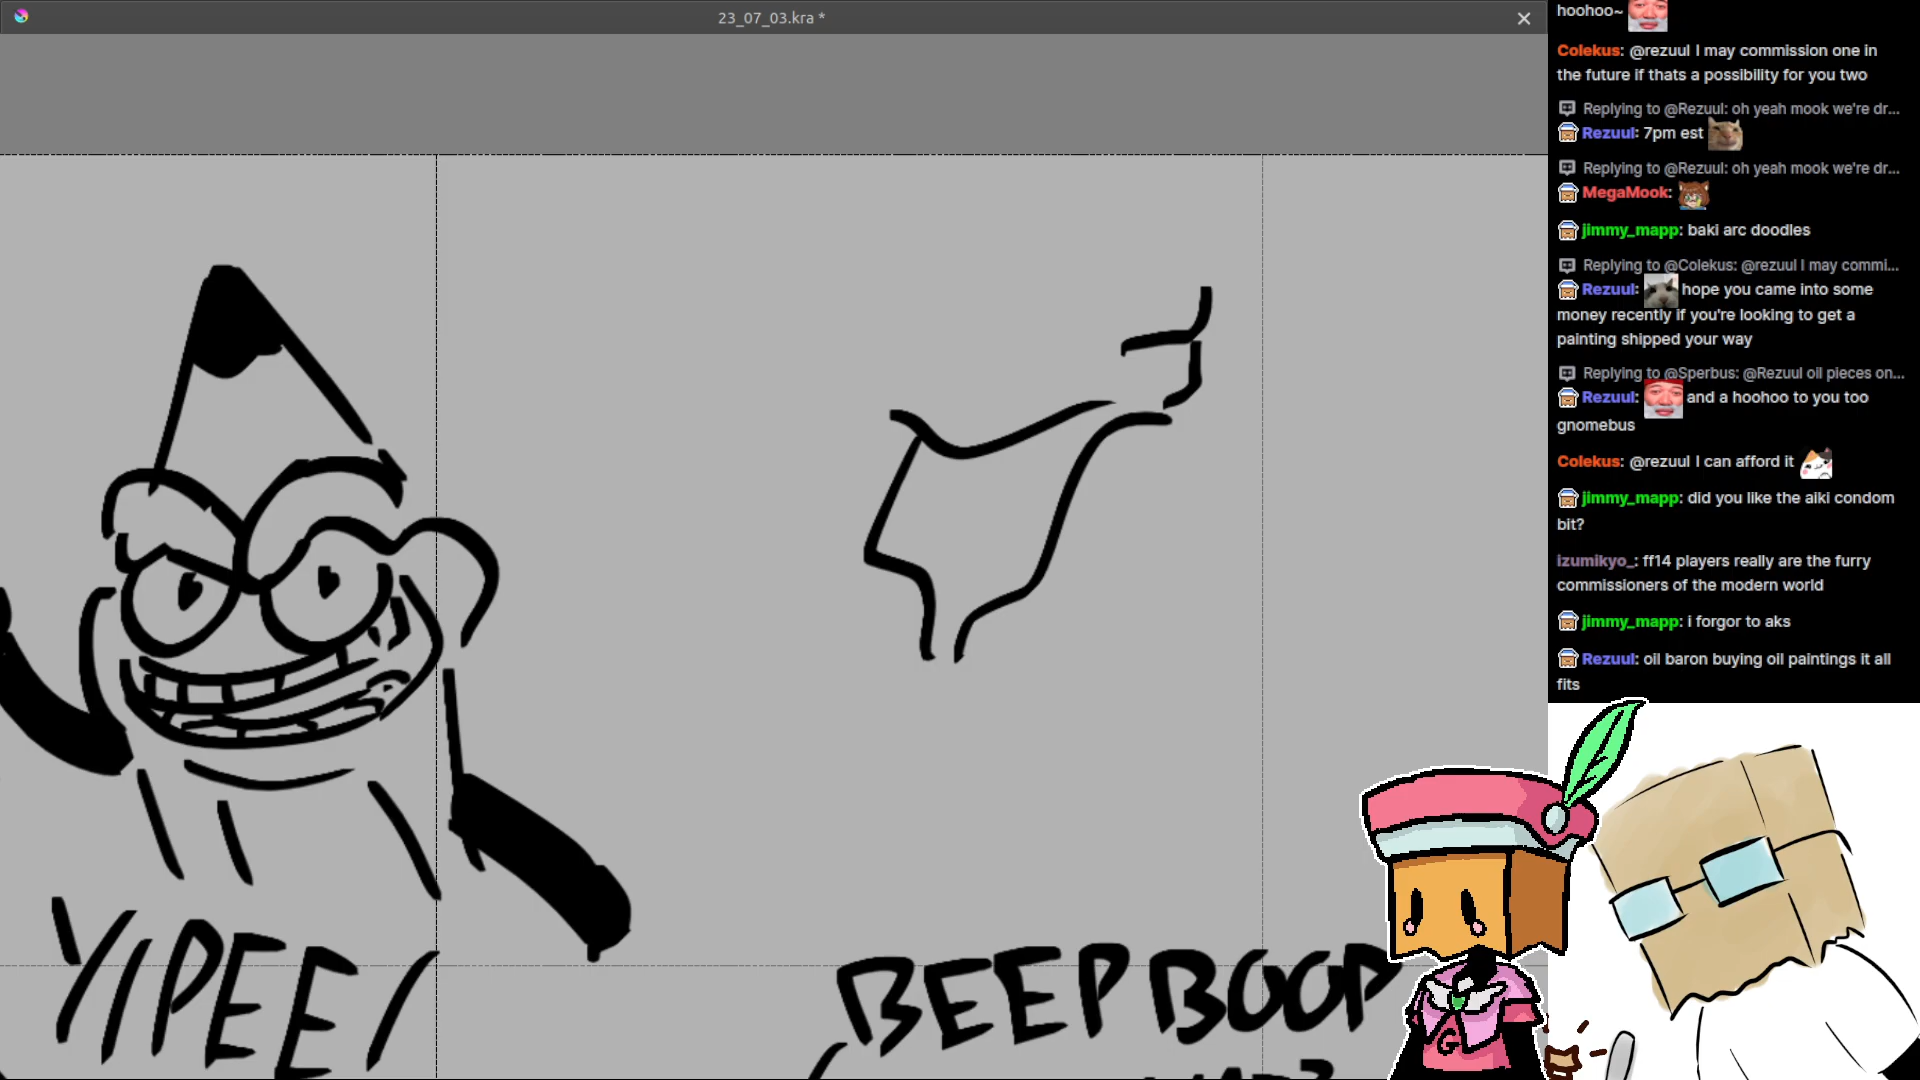 23_07_03.kra *
hoohoo~
Colekus: @rezuul I may commission one in
the future if thats a possibility for you two
Replying to @Rezuul: oh yeah mook we're dr...
Rezuul: 7pm est
Replying to @Rezuul: oh yeah mook we're dr...
MegaMook:
jimmy_mapp: baki arc doodles
Replying to @Colekus: @rezuul I may commi...
Rezuul: hope you came into some
money recently if you're looking to get a
painting shipped your way
Replying to @Sperbus: @Rezuul oil pieces on...
Rezuul: and a hoohoo to you too
gnomebus
Colekus: @rezuul I can afford it
jimmy_mapp: did you like the aiki condom
bit?
izumikyo_: ff14 players really are the furry
commissioners of the modern world
jimmy_mapp: i forgor to aks
Rezuul: oil baron buying oil paintings it all
fits
YIPEE!
BEEP BOOP
G